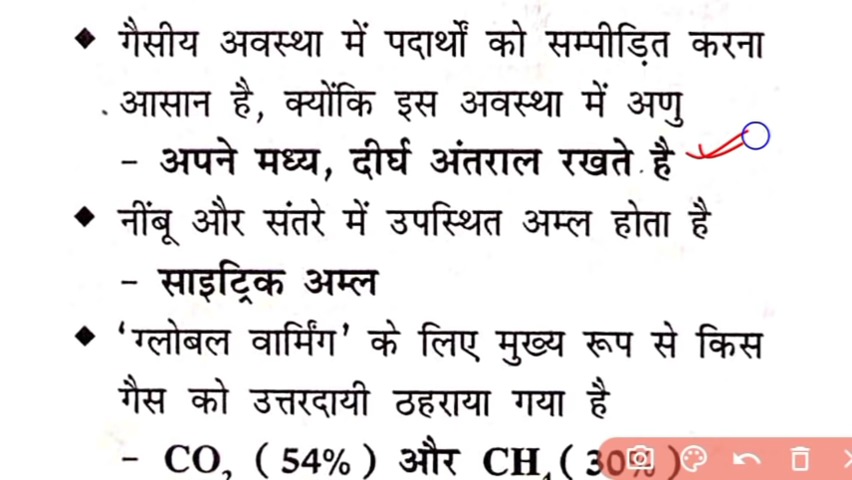 ◆ गैसीय अवस्था में पदार्थों को सम्पीड़ित करना
आसान है, क्योंकि इस अवस्था में अणु
– अपने मध्य, दीर्घ अंतराल रखते है
◆ नींबू और संतरे में उपस्थित अम्ल होता है
– साइट्रिक अम्ल
◆ ‘ग्लोबल वार्मिंग’ के लिए मुख्य रूप से किस
गैस को उत्तरदायी ठहराया गया है
– CO₂ ( 54% ) और CH₄ ( 30% )